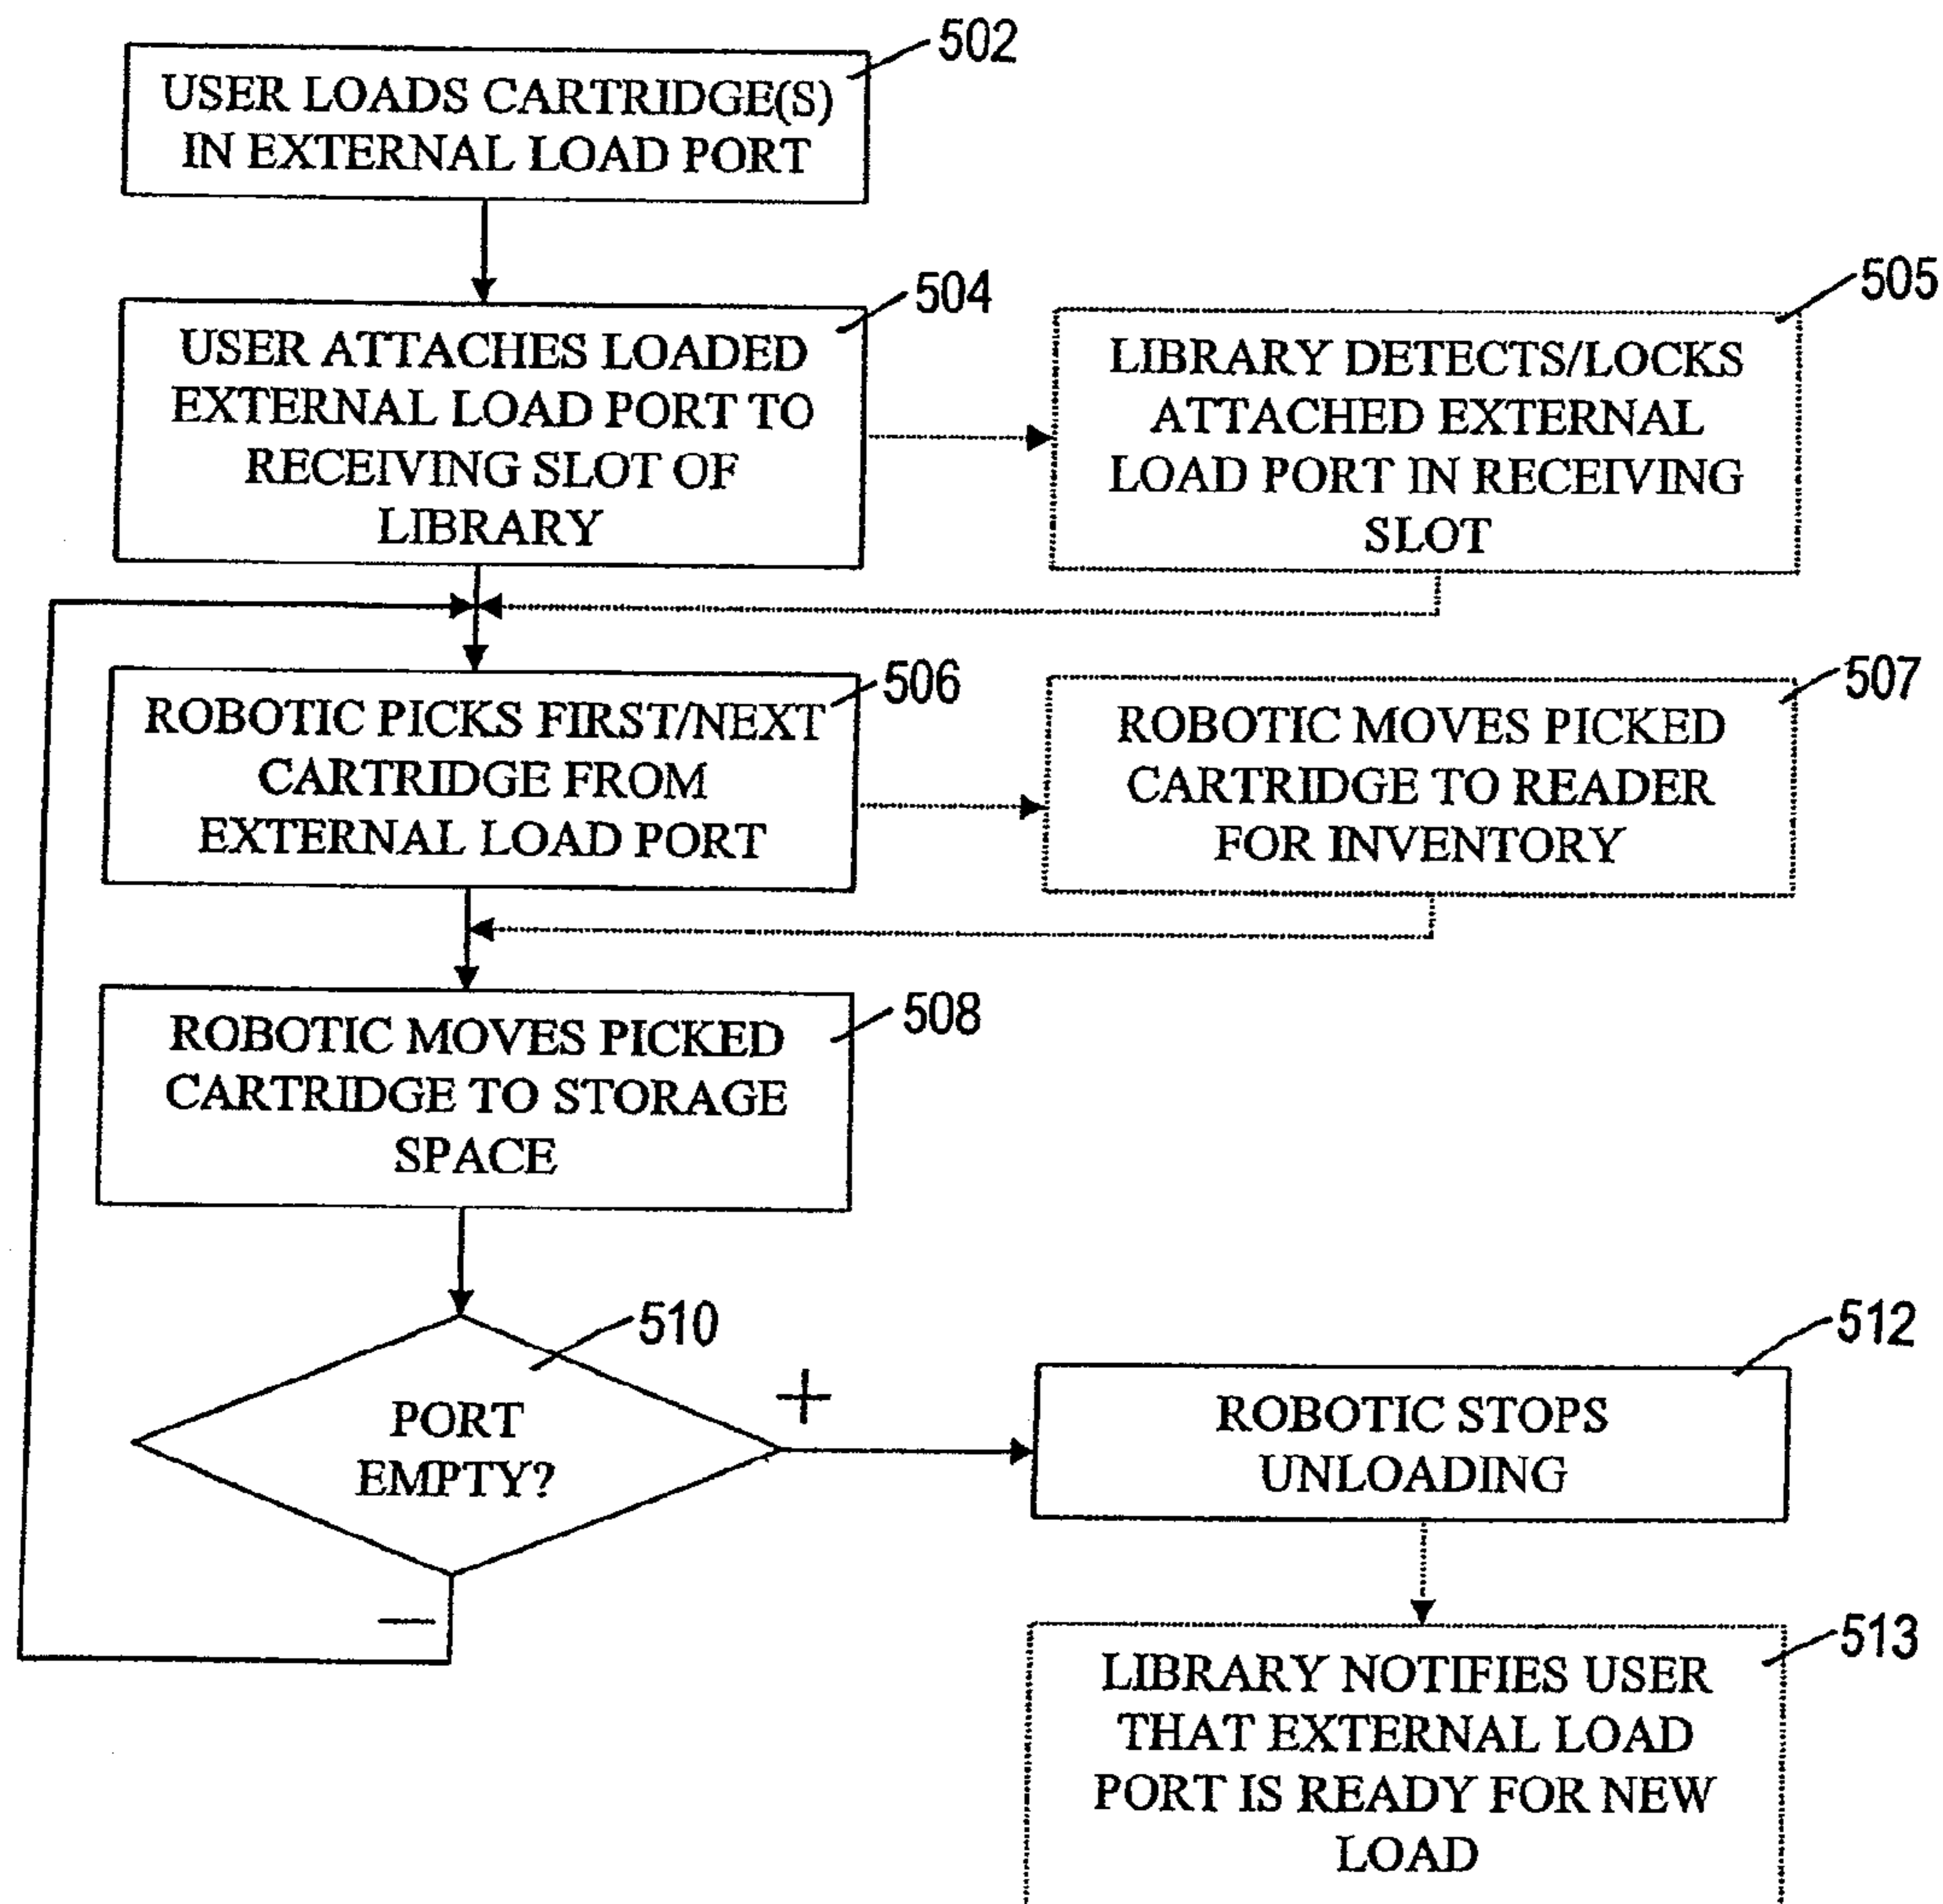 502
USER LOADS CARTRIDGE(S)
IN EXTERNAL LOAD PORT
504
USER ATTACHES LOADED
EXTERNAL LOAD PORT TO
RECEIVING SLOT OF
LIBRARY
505
LIBRARY DETECTS/LOCKS
ATTACHED EXTERNAL
LOAD PORT IN RECEIVING
SLOT
506
ROBOTIC PICKS FIRST/NEXT
CARTRIDGE FROM
EXTERNAL LOAD PORT
507
ROBOTIC MOVES PICKED
CARTRIDGE TO READER
FOR INVENTORY
508
ROBOTIC MOVES PICKED
CARTRIDGE TO STORAGE
SPACE
510
PORT
EMPTY?
+
−
512
ROBOTIC STOPS
UNLOADING
513
LIBRARY NOTIFIES USER
THAT EXTERNAL LOAD
PORT IS READY FOR NEW
LOAD